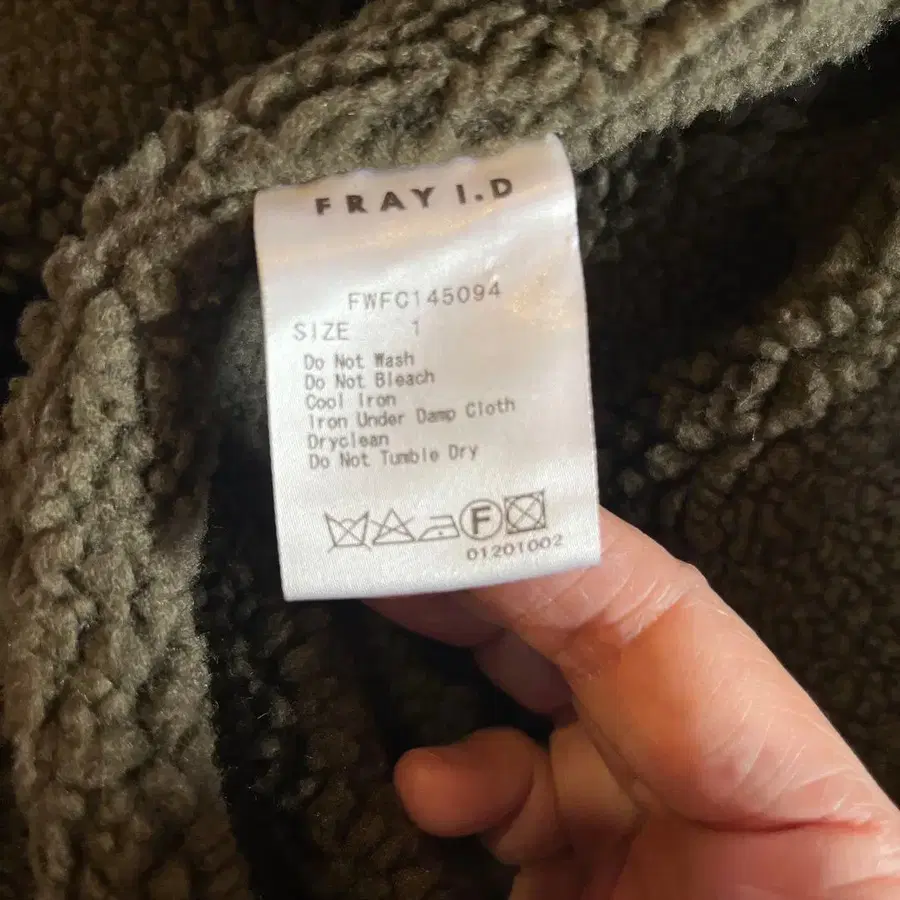 FRAY I.D
FWFC145094
SIZE 1
Do Not Wash
Do Not Bleach
Cool Iron
Iron Under Damp Cloth
Dryclean
Do Not Tumble Dry
F
01201002